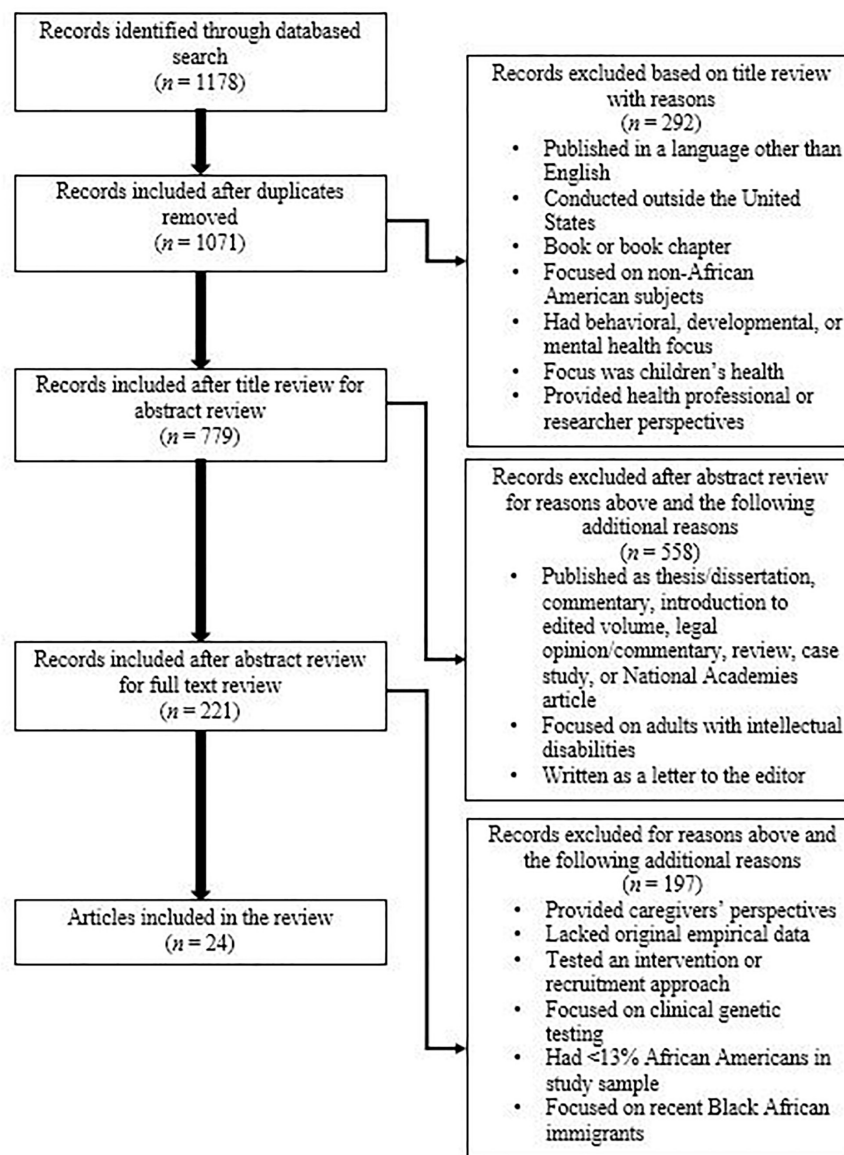 Records identified through databased
search
(n = 1178)
Records included after duplicates
removed
(n = 1071)
Records included after title review for
abstract review
(n = 779)
Records included after abstract review
for full text review
(n = 221)
Articles included in the review
(n = 24)
Records excluded based on title review
with reasons
(n = 292)
• Published in a language other than
English
• Conducted outside the United
States
• Book or book chapter
• Focused on non-African
American subjects
• Had behavioral, developmental, or
mental health focus
• Focus was children's health
• Provided health professional or
researcher perspectives
Records excluded after abstract review
for reasons above and the following
additional reasons
(n = 558)
• Published as thesis/dissertation,
commentary, introduction to
edited volume, legal
opinion/commentary, review, case
study, or National Academies
article
• Focused on adults with intellectual
disabilities
• Written as a letter to the editor
Records excluded for reasons above and
the following additional reasons
(n = 197)
• Provided caregivers' perspectives
• Lacked original empirical data
• Tested an intervention or
recruitment approach
• Focused on clinical genetic
testing
• Had <13% African Americans in
study sample
• Focused on recent Black African
immigrants